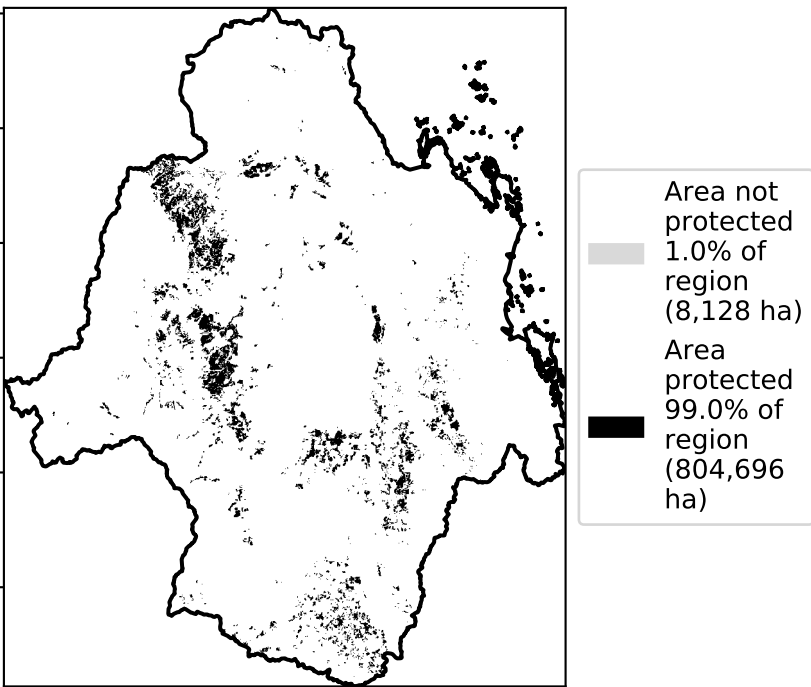 Area not
protected
1.0% of
region
(8,128 ha)
Area
protected
99.0% of
region
(804,696
ha)